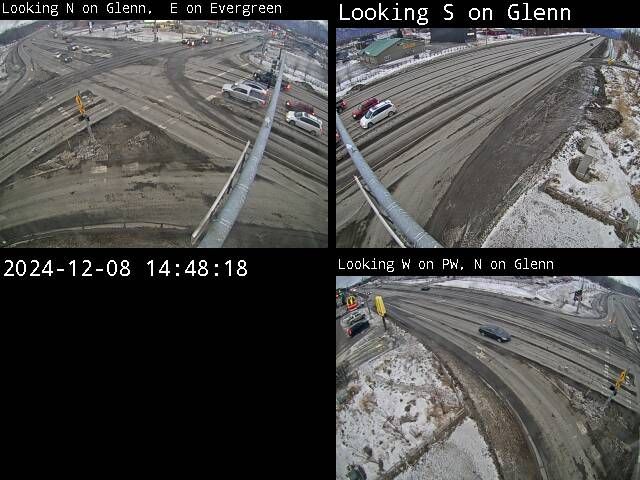 Looking N on Glenn,  E on Evergreen
Looking S on Glenn
2024-12-08 14:48:18
Looking W on PW, N on Glenn